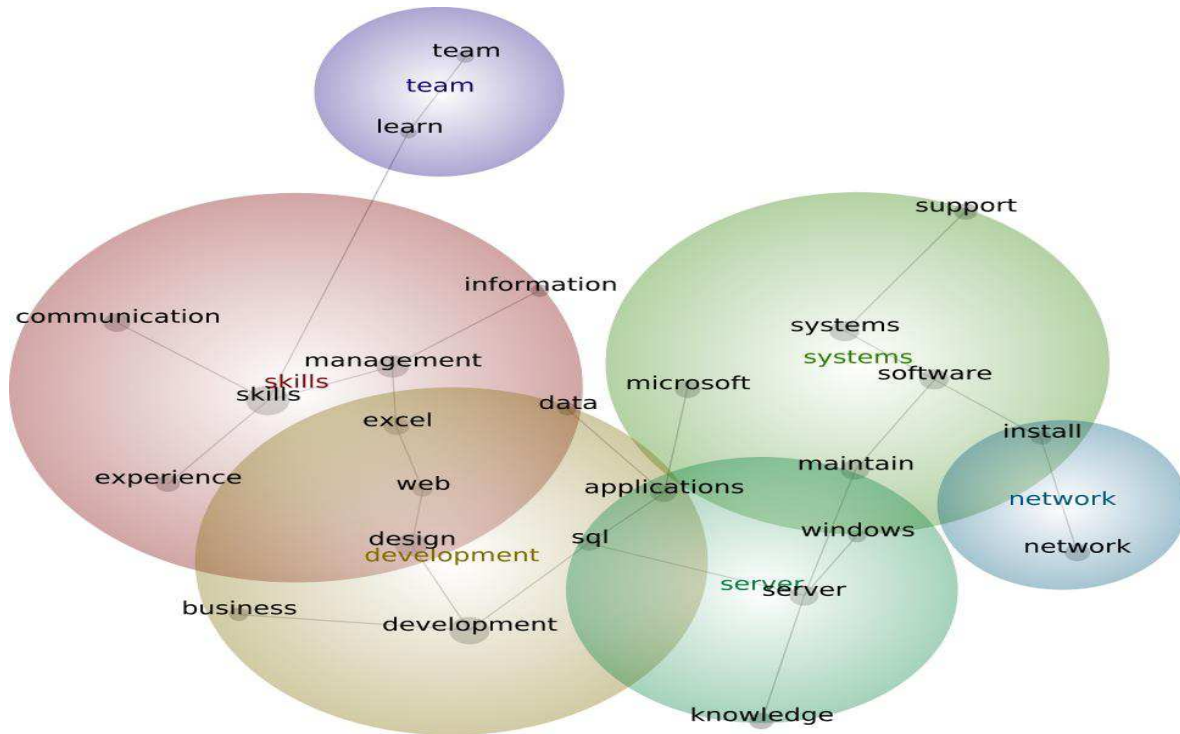 team
team
learn
support
information
communication
systems
systems
management
software
skills
skills
microsoft
data
excel
install
maintain
experience
web
applications
network
windows
design
sql
network
development
server
server
business
development
knowledge